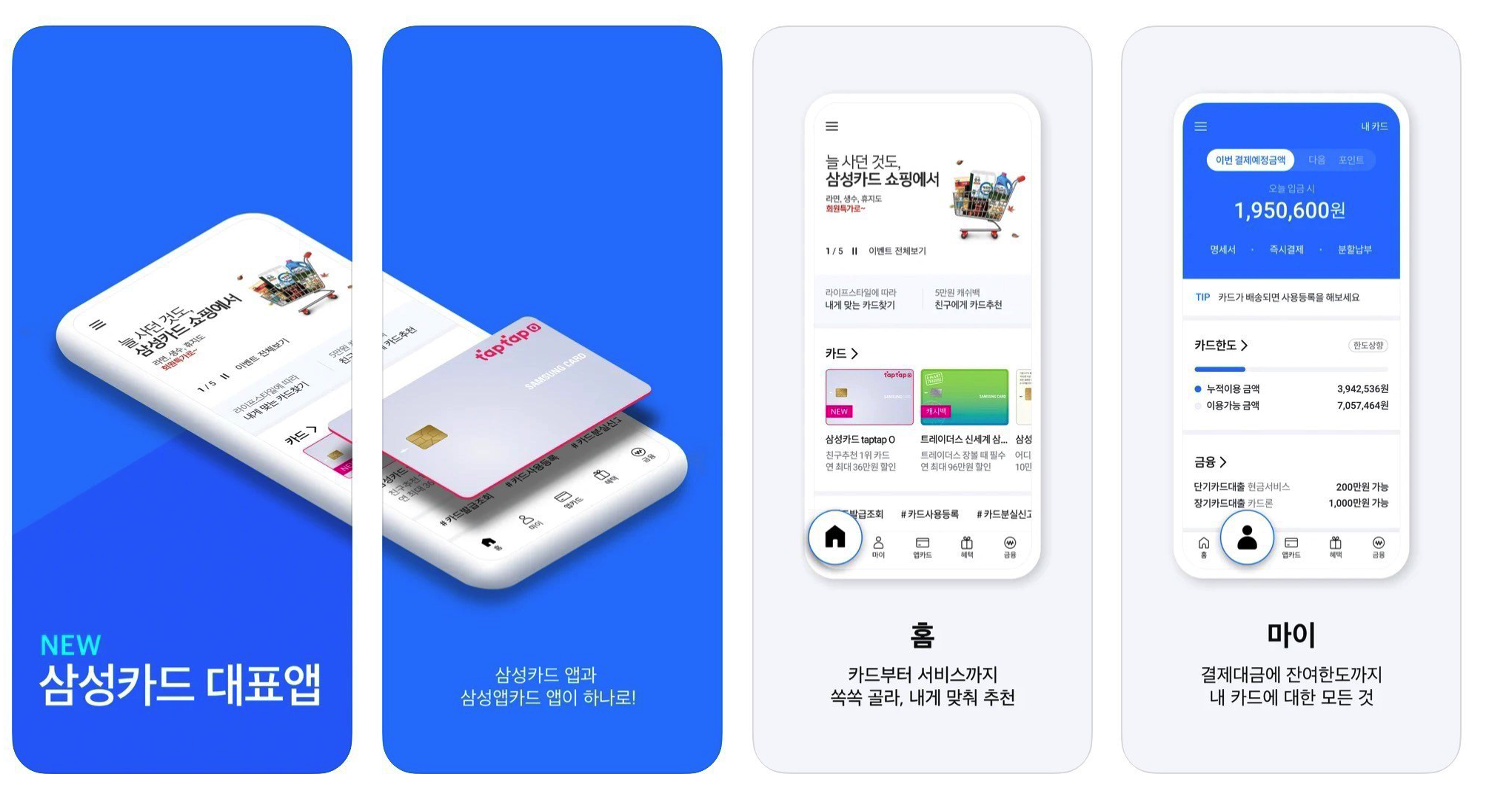 늘 사던 것도,
삼성카드 쇼핑에서
라면, 생수, 휴지도
회원특가로~
1 / 5 II 이벤트 전체보기
라이프스타일에 따라
내게 맞는 카드찾기
5만원
친구에게 카드추천
카드 >
NEW
삼성카드 대표앱
taptap O
SAMSUNG CARD
삼성카드
친구추천
연 최대 36
#카드발급조회 #카드사용등록 #카드분실신고
홈 마이 앱카드 혜택 금융
삼성카드 앱과
삼성앱카드 앱이 하나로!
늘 사던 것도,
삼성카드 쇼핑에서
라면, 생수, 휴지도
회원특가로~
1 / 5 II 이벤트 전체보기
라이프스타일에 따라 5만원 캐쉬백
내게 맞는 카드찾기 친구에게 카드추천
카드 >
taptap O
SAMSUNG CARD
NEW 캐시백
삼성카드 taptap O 트레이더스 신세계 삼... 삼성
친구추천 1위 카드 트레이더스 장볼 때 필수 어디
연 최대 36만원 할인 연 최대 96만원 할인 10만
발급조회 # 카드사용등록 # 카드분실신고
마이 앱카드 혜택 금융
홈
카드부터 서비스까지
쏙쏙 골라, 내게 맞춰 추천
내 카드
이번 결제예정금액 다음 포인트
오늘 입금 시
1,950,600원
명세서 · 즉시결제 · 분할납부
TIP 카드가 배송되면 사용등록을 해보세요
카드한도 > 한도상향
누적이용 금액 3,942,536원
이용가능 금액 7,057,464원
금융 >
단기카드대출 현금서비스 200만원 가능
장기카드대출 카드론 1,000만원 가능
홈 앱카드 혜택 금융
마이
결제대금에 잔여한도까지
내 카드에 대한 모든 것